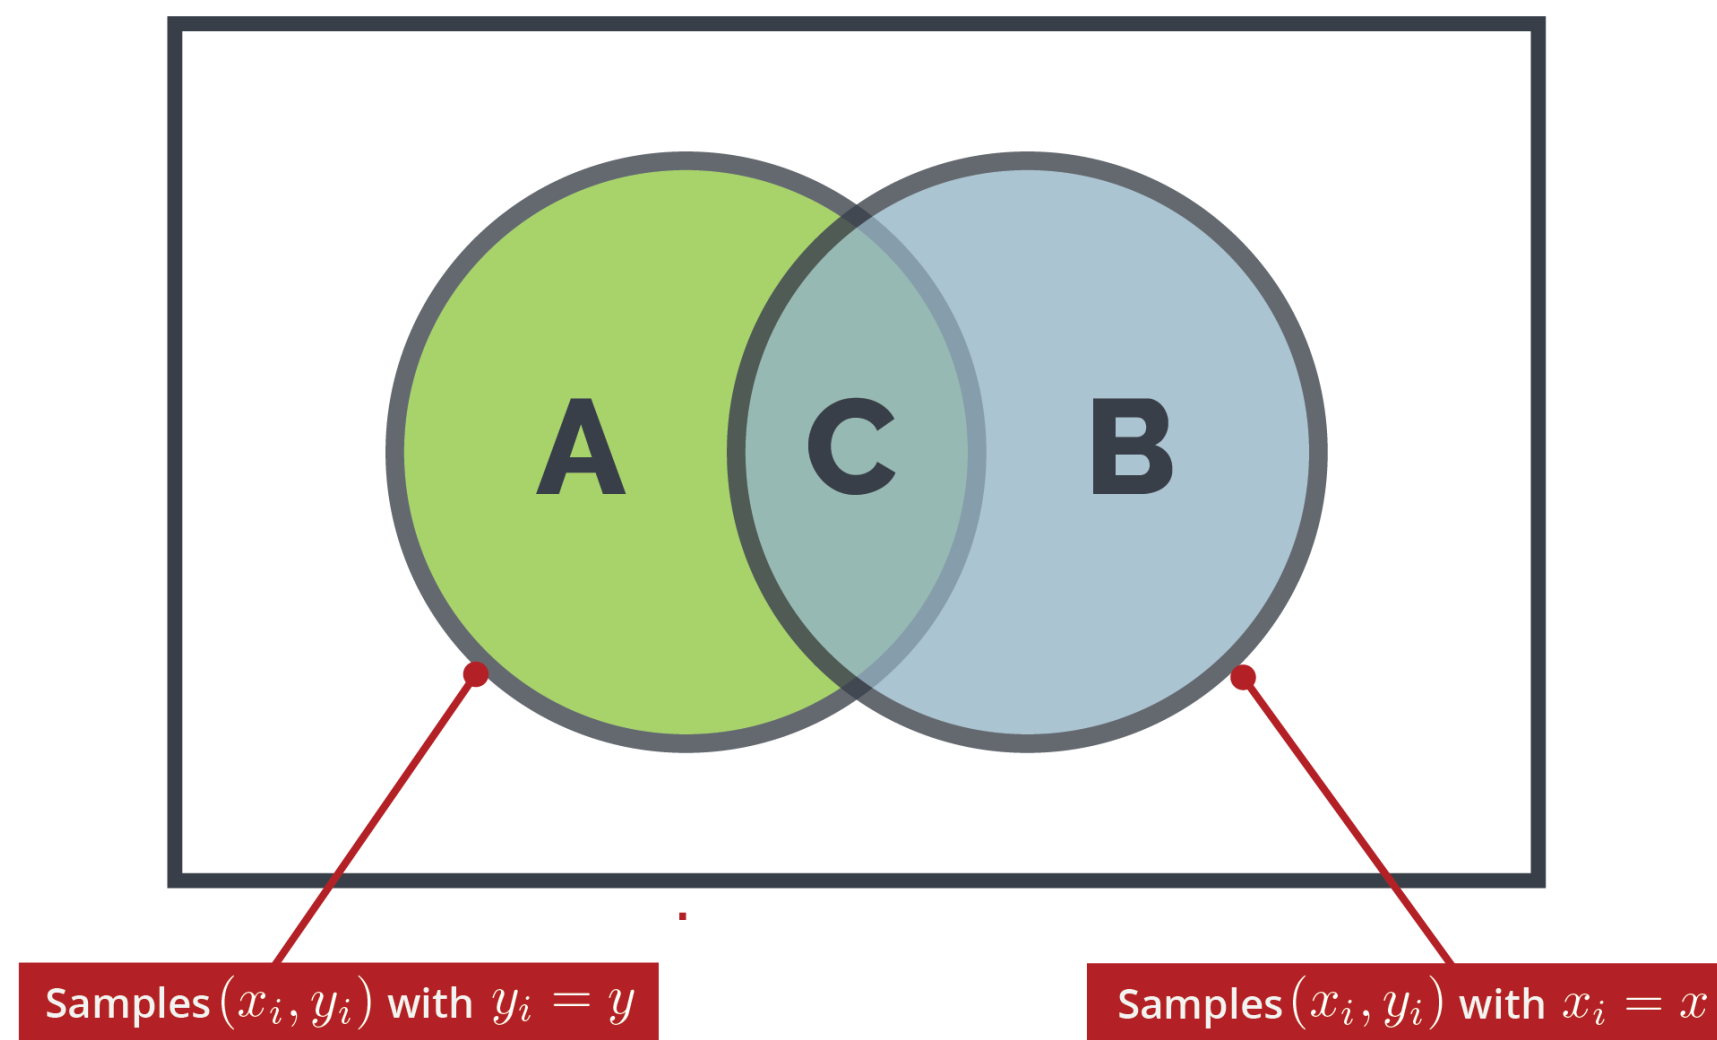 A C B
Samples (x_i, y_i) with y_i = y
Samples (x_i, y_i) with x_i = x